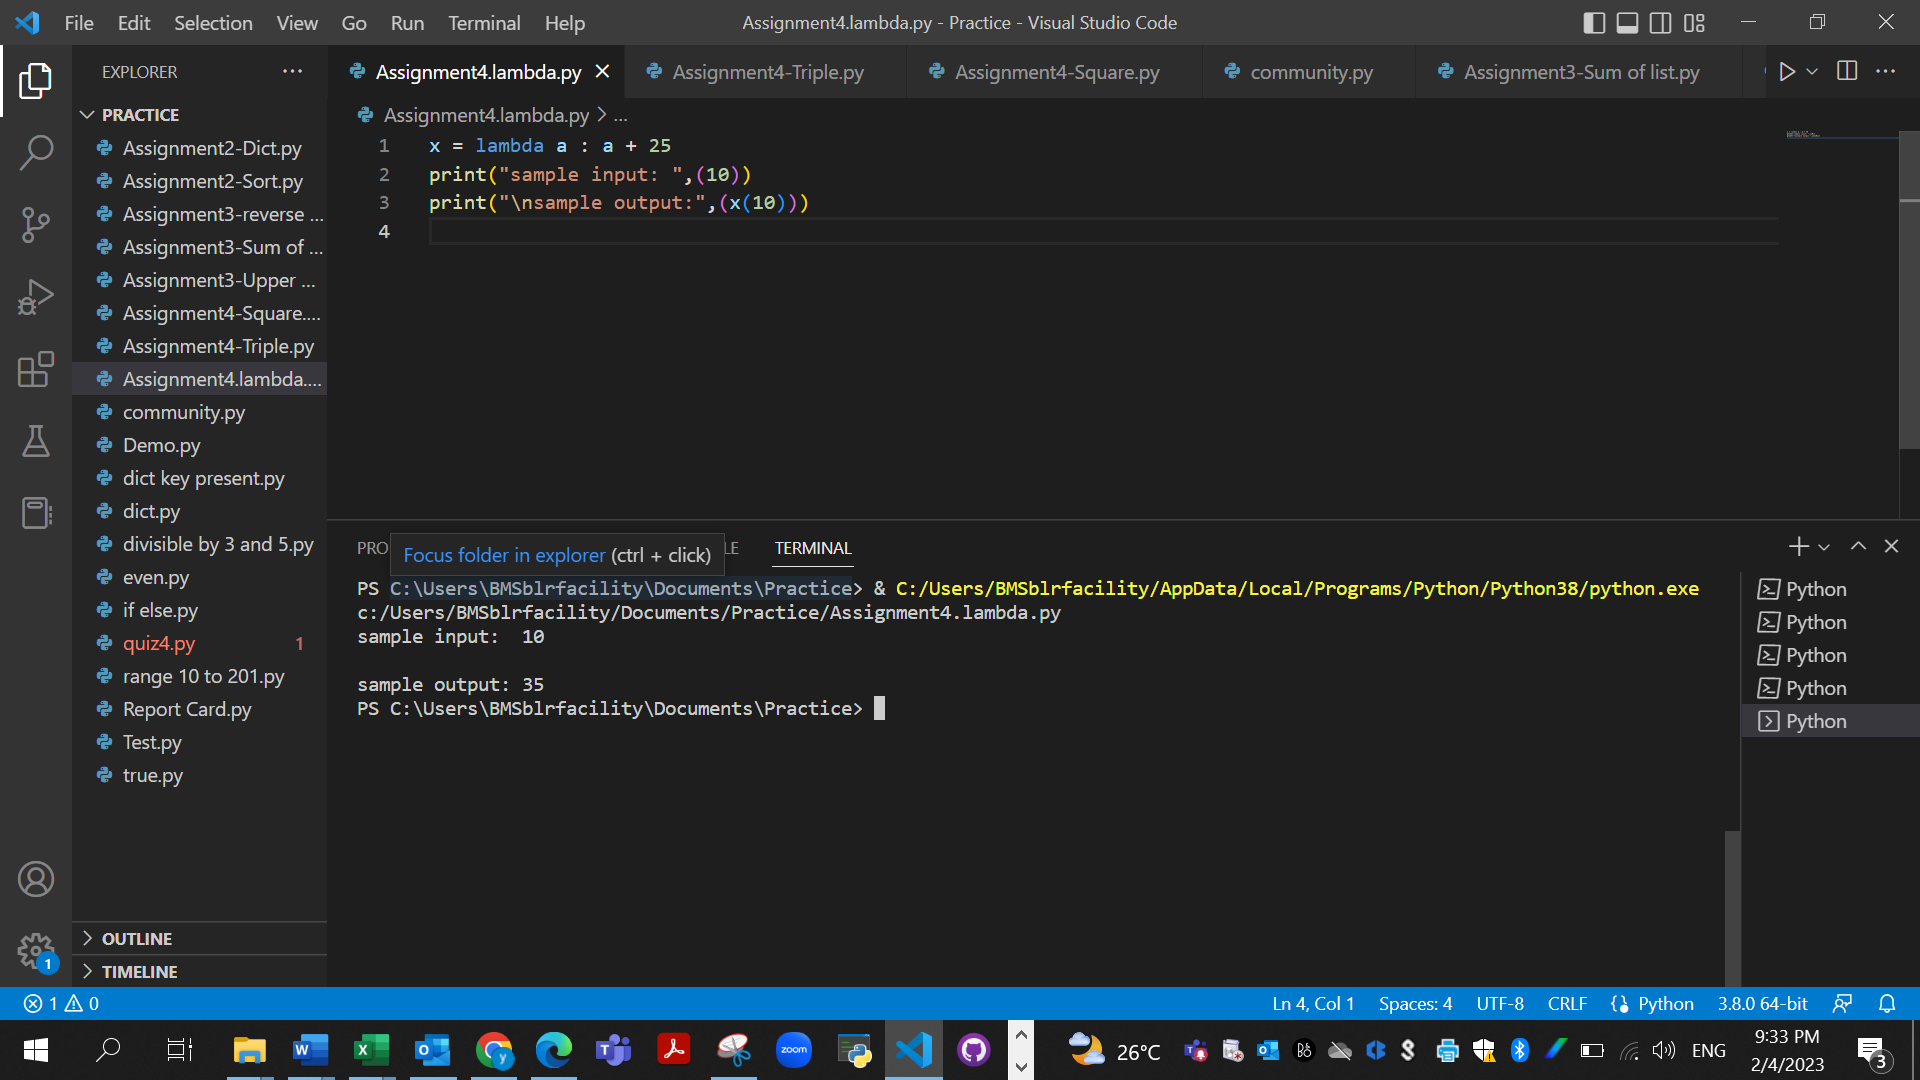 File Edit Selection View Go Run Terminal Help
Assignment4.lambda.py - Practice - Visual Studio Code
EXPLORER
PRACTICE
Assignment2-Dict.py
Assignment2-Sort.py
Assignment3-reverse ...
Assignment3-Sum of ...
Assignment3-Upper ...
Assignment4-Square....
Assignment4-Triple.py
Assignment4.lambda....
community.py
Demo.py
dict key present.py
dict.py
divisible by 3 and 5.py
even.py
if else.py
quiz4.py 1
range 10 to 201.py
Report Card.py
Test.py
true.py
OUTLINE
TIMELINE
Assignment4.lambda.py Assignment4-Triple.py Assignment4-Square.py community.py Assignment3-Sum of list.py
Assignment4.lambda.py > ...
1 x = lambda a : a + 25
2 print("sample input: ",(10))
3 print("\nsample output:",(x(10)))
4
PRO Focus folder in explorer (ctrl + click) LE TERMINAL
PS C:\Users\BMSblrfacility\Documents\Practice> & C:/Users/BMSblrfacility/AppData/Local/Programs/Python/Python38/python.exe
c:/Users/BMSblrfacility/Documents/Practice/Assignment4.lambda.py
sample input:  10
sample output: 35
PS C:\Users\BMSblrfacility\Documents\Practice>
Python
Python
Python
Python
Python
1 0 Ln 4, Col 1 Spaces: 4 UTF-8 CRLF Python 3.8.0 64-bit
zoom 26°C ENG 9:33 PM
2/4/2023 3